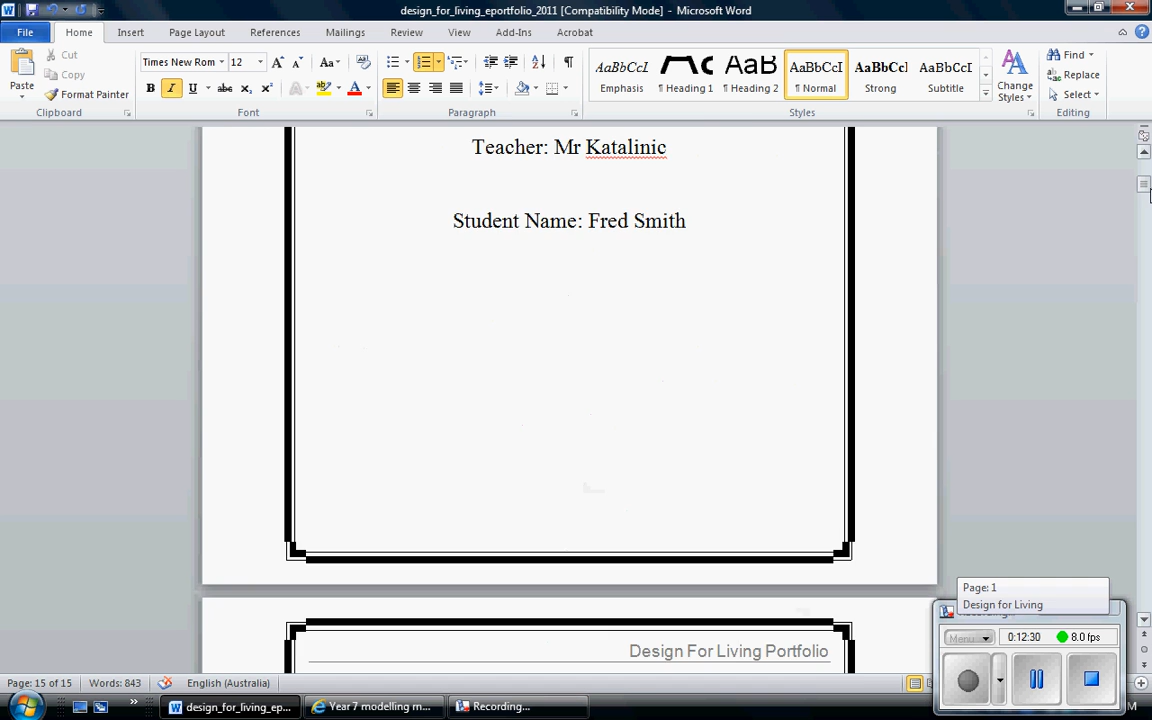 design_for_living_eportfolio_2011 [Compatibility Mode] - Microsoft Word
File Home Insert Page Layout References Mailings Review View Add-Ins Acrobat
Paste
Cut
Copy
Format Painter
Clipboard
Times New Rom 12
Font
Paragraph
AaBbCcI AaBb AaBbCcI AaBbCcI AaBbCcI
Emphasis ¶ Heading 1 ¶ Heading 2 ¶ Normal Strong Subtitle
Change Styles
Styles
Find
Replace
Select
Editing
Teacher: Mr Katalinic
Student Name: Fred Smith
Design For Living Portfolio
Page: 1
Design for Living
Menu 0:12:30 8.0 fps
Page: 15 of 15 Words: 843 English (Australia)
design_for_living_ep... Year 7 modelling rn... Recording...